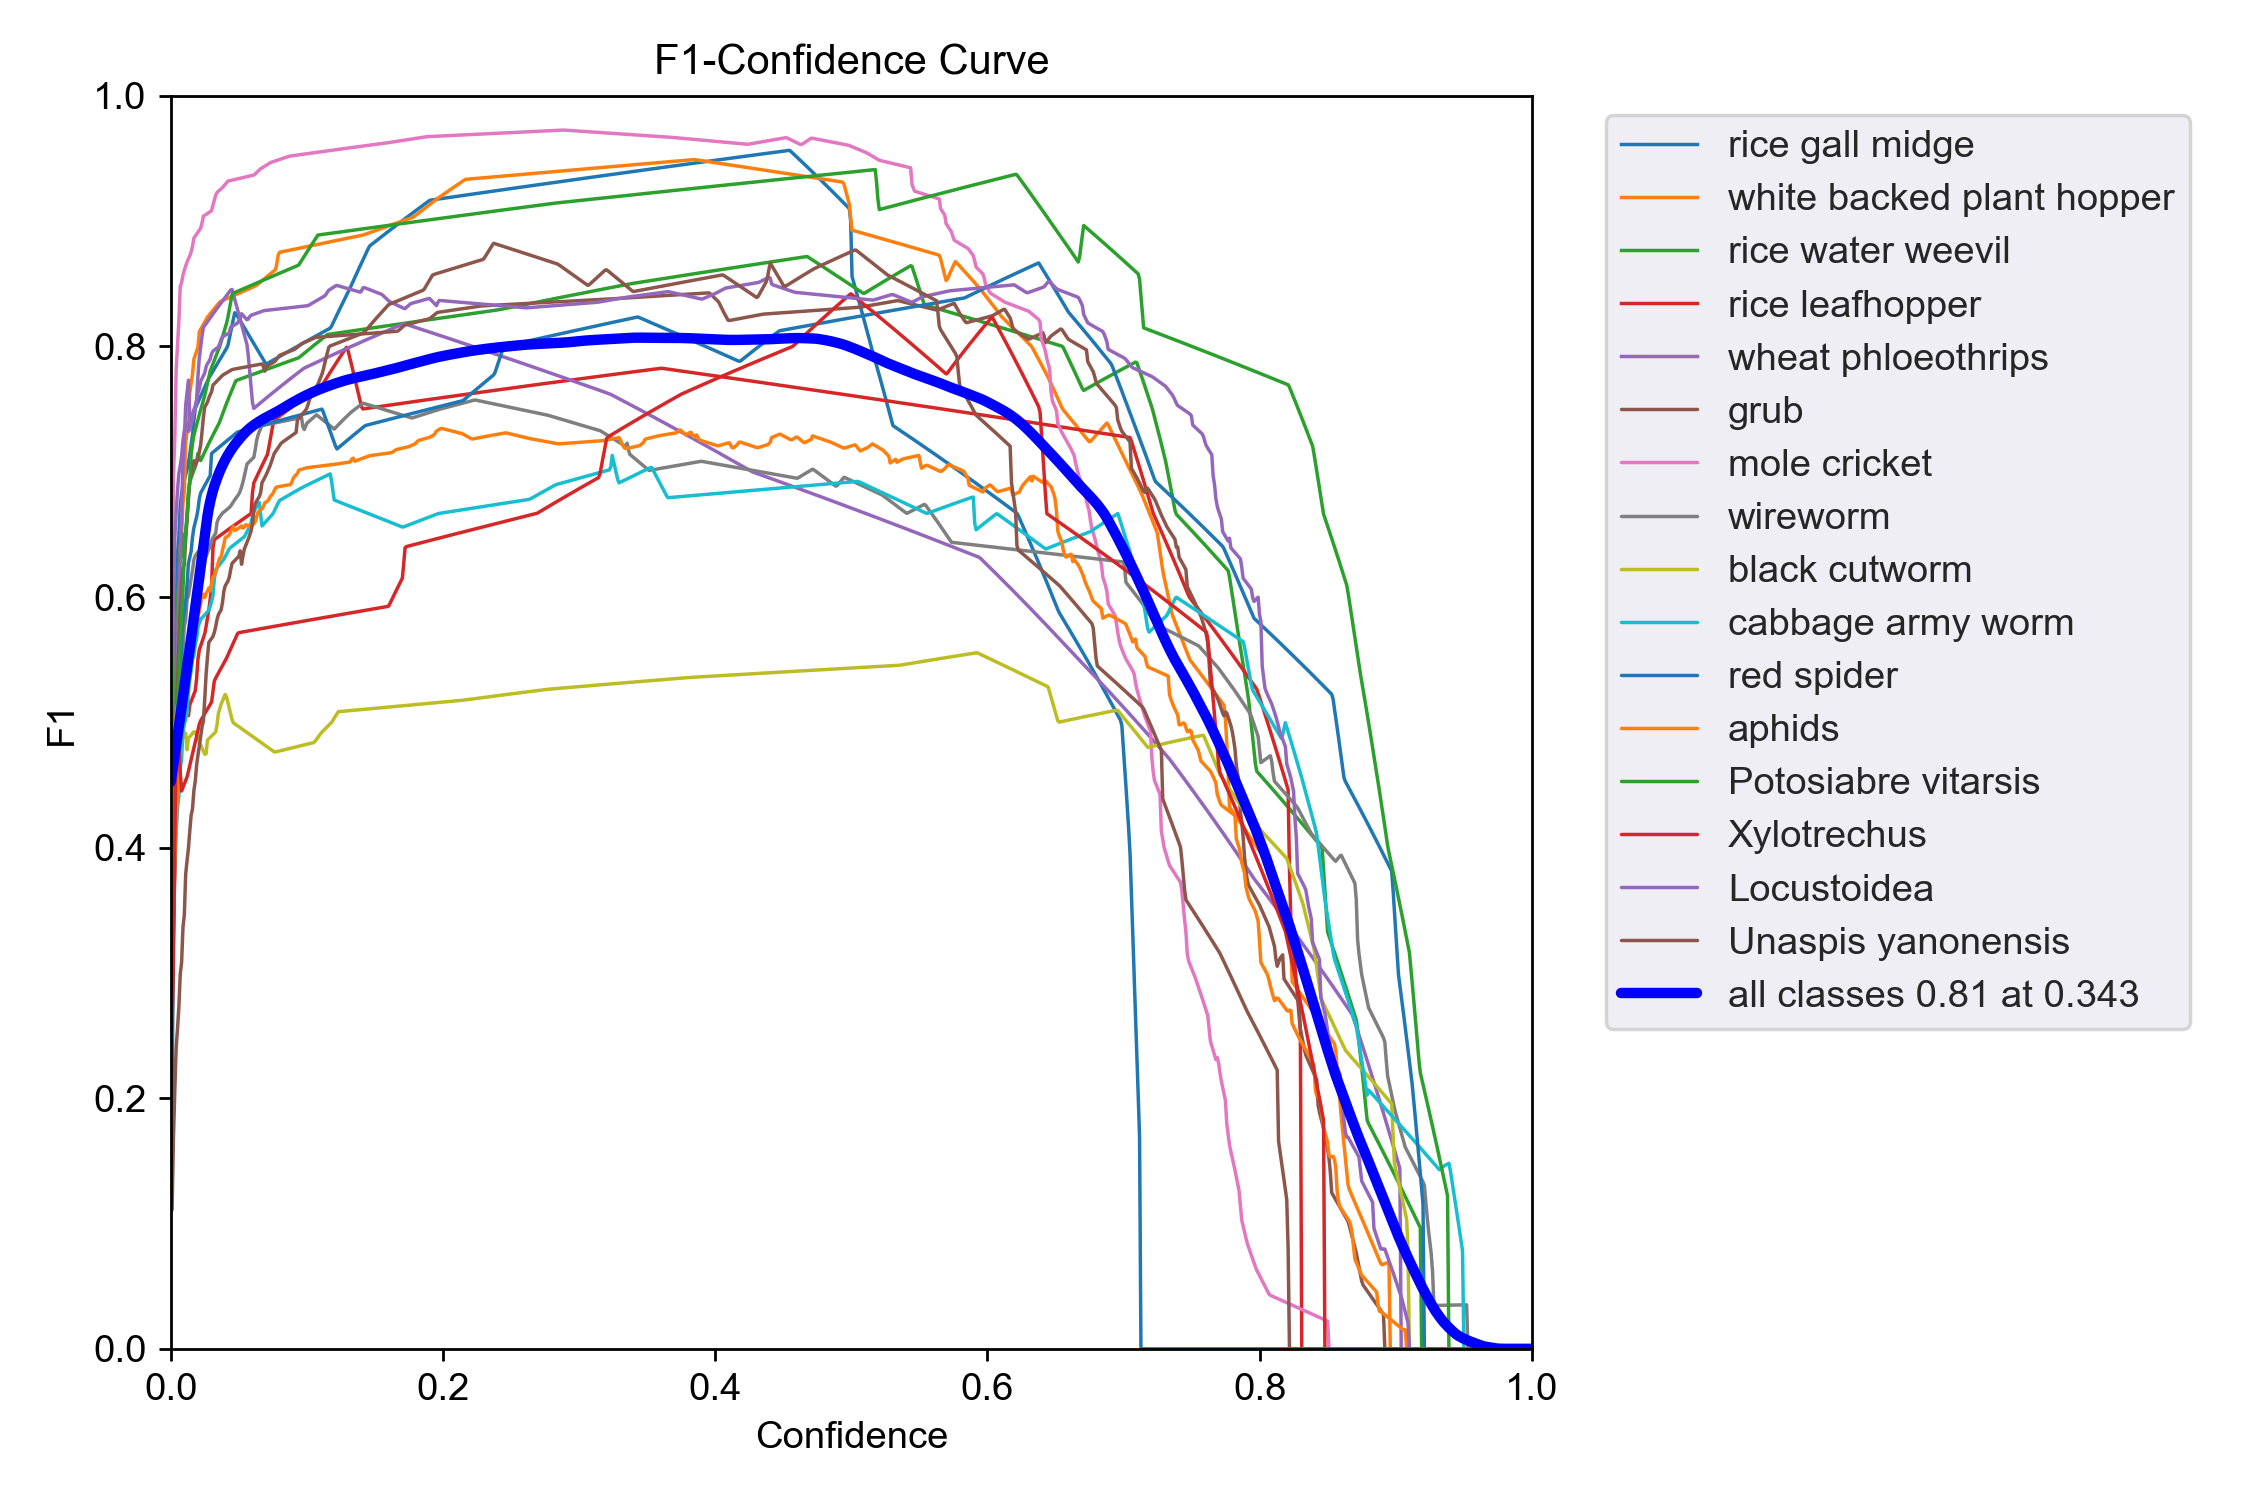 F1-Confidence Curve
1.0
0.8
0.6
0.4
0.2
0.0
F1
0.0 0.2 0.4 0.6 0.8 1.0
Confidence
rice gall midge
white backed plant hopper
rice water weevil
rice leafhopper
wheat phloeothrips
grub
mole cricket
wireworm
black cutworm
cabbage army worm
red spider
aphids
Potosiabre vitarsis
Xylotrechus
Locustoidea
Unaspis yanonensis
all classes 0.81 at 0.343